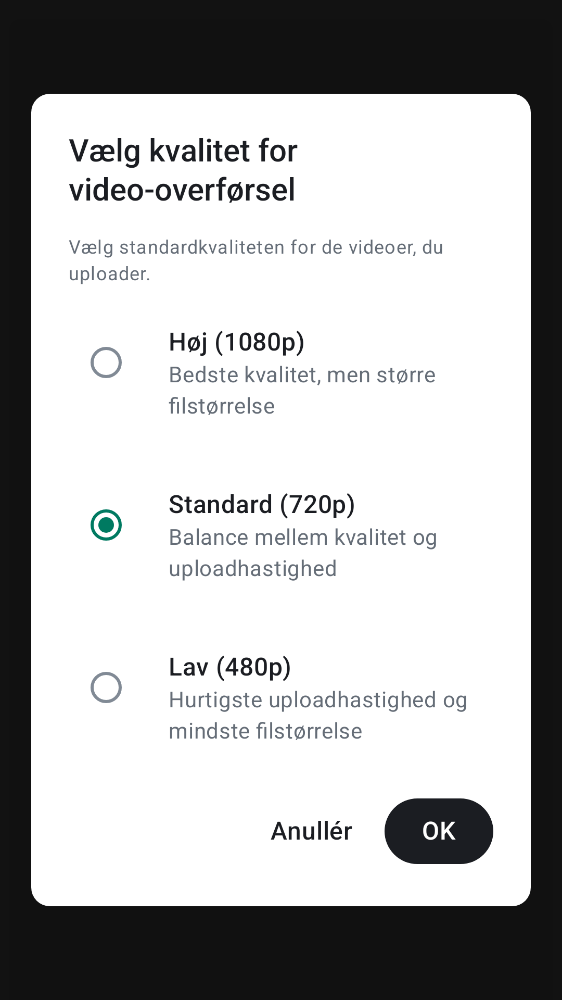 Vælg kvalitet for
video-overførsel
Vælg standardkvaliteten for de videoer, du
uploader.
Høj (1080p)
Bedste kvalitet, men større
filstørrelse
Standard (720p)
Balance mellem kvalitet og
uploadhastighed
Lav (480p)
Hurtigste uploadhastighed og
mindste filstørrelse
Anullér
OK